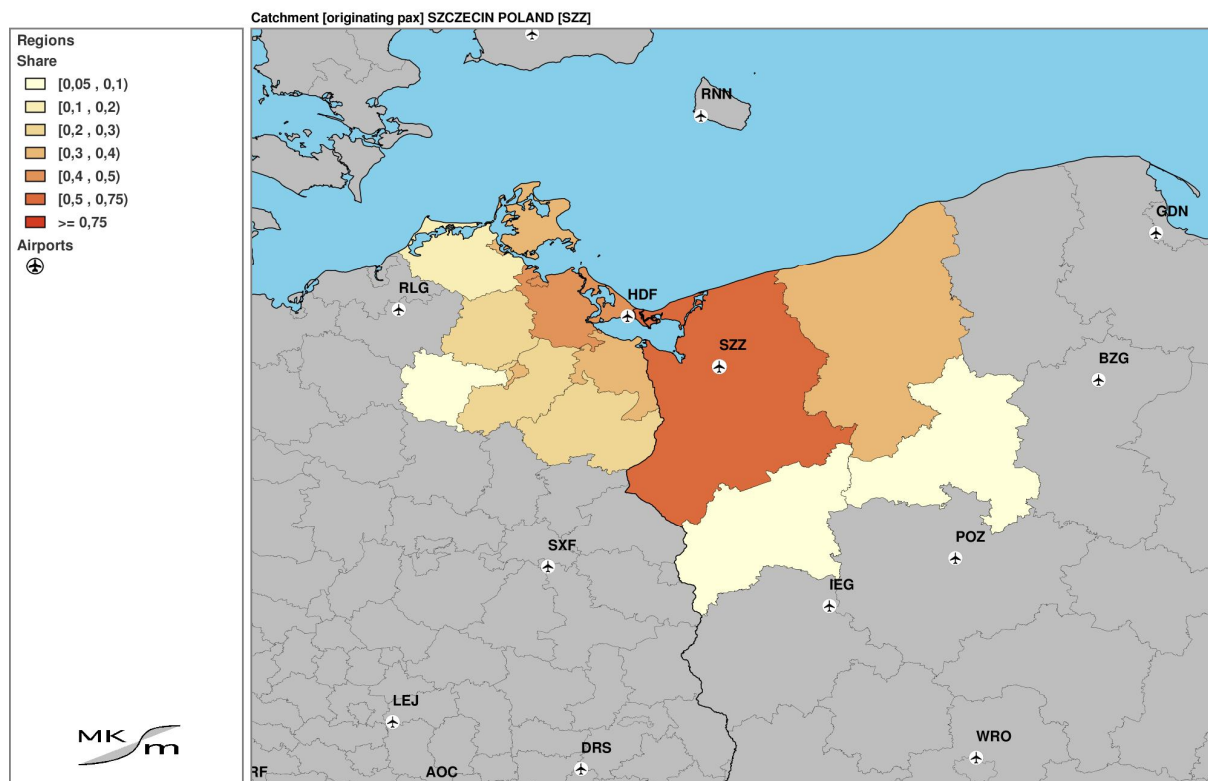 Catchment [originating pax] SZCZECIN POLAND [SZZ]
Regions
Share
[0,05 , 0,1)
[0,1 , 0,2)
[0,2 , 0,3)
[0,3 , 0,4)
[0,4 , 0,5)
[0,5 , 0,75)
>= 0,75
Airports
RNN
GDN
RLG
HDF
SZZ
BZG
SXF
POZ
IEG
LEJ
MK
m
DRS
WRO
RF
AOC